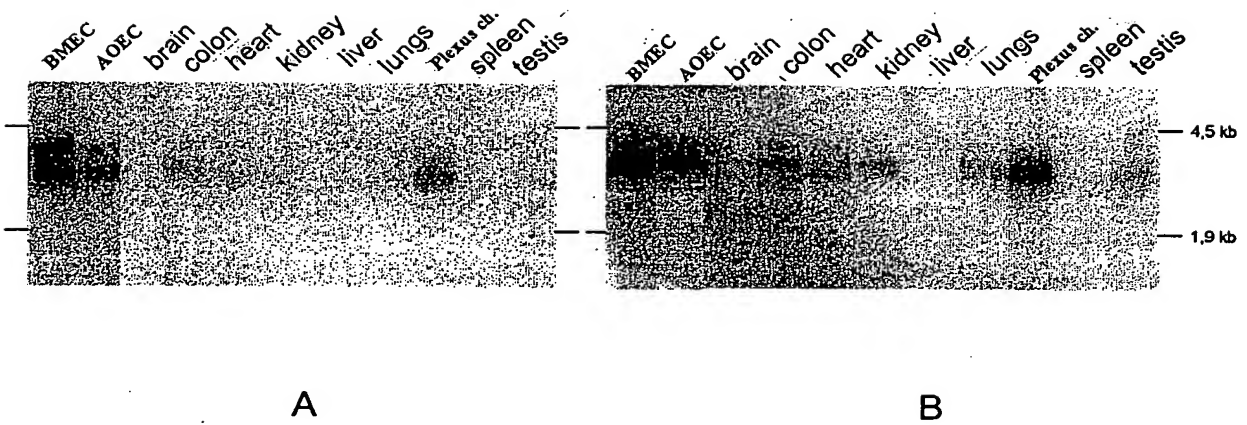 BMEC AOEC brain colon heart kidney liver lungs Plexus ch. spleen testis
BMEC AOEC brain colon heart kidney liver lungs Plexus ch. spleen testis
4,5 kb
1,9 kb
A
B